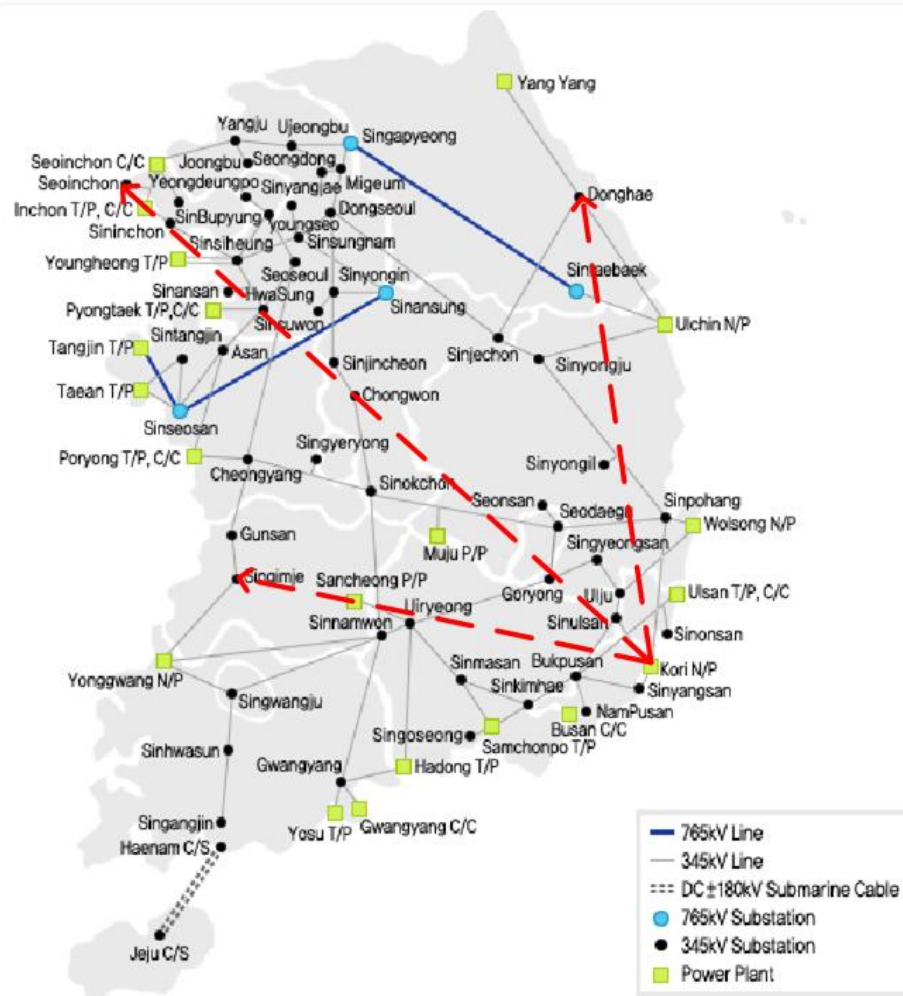 Yang Yang
Yangju
Ujeongbu
Singapyeong
Seoinchon C/C
Joongbu
Seongdong
Seoinchon
Yeongdeungpo
Sinyangjae
Migeum
Donghae
Inchon T/P, C/C
SinBupyung
Youngseo
Dongseoul
Sininchon
Sinsiheung
Sinsungnam
Youngheong T/P
Seoseoul
Sinyongin
Sintaebaek
Sinansan
HwaSung
Sinansung
Pyongtaek T/P,C/C
Sinsuwon
Ulchin N/P
Sintangjin
Tangjin T/P
Asan
Sinjincheon
Sinjechon
Sinyongju
Taean T/P
Chongwon
Sinseosan
Singyeryong
Poryong T/P, C/C
Cheongyang
Sinyongil
Sinokchon
Seonsan
Seodaegu
Sinpohang
Wolsong N/P
Gunsan
Muju P/P
Singyeongsan
Singimje
Sancheong P/P
Goryong
Ulju
Ulsan T/P, C/C
Uiryeong
Sinnamwon
Sinulsan
Sinonsan
Yonggwang N/P
Sinmasan
Bukpusan
Kori N/P
Singwangju
Sinkimhae
Sinyangsan
NamPusan
Busan C/C
Singoseong
Samchonpo T/P
Sinhwasun
Gwangyang
Hadong T/P
Singangjin
Yosu T/P
Gwangyang C/C
Haenam C/S
Jeju C/S
765kV Line
345kV Line
DC±180kV Submarine Cable
765kV Substation
345kV Substation
Power Plant